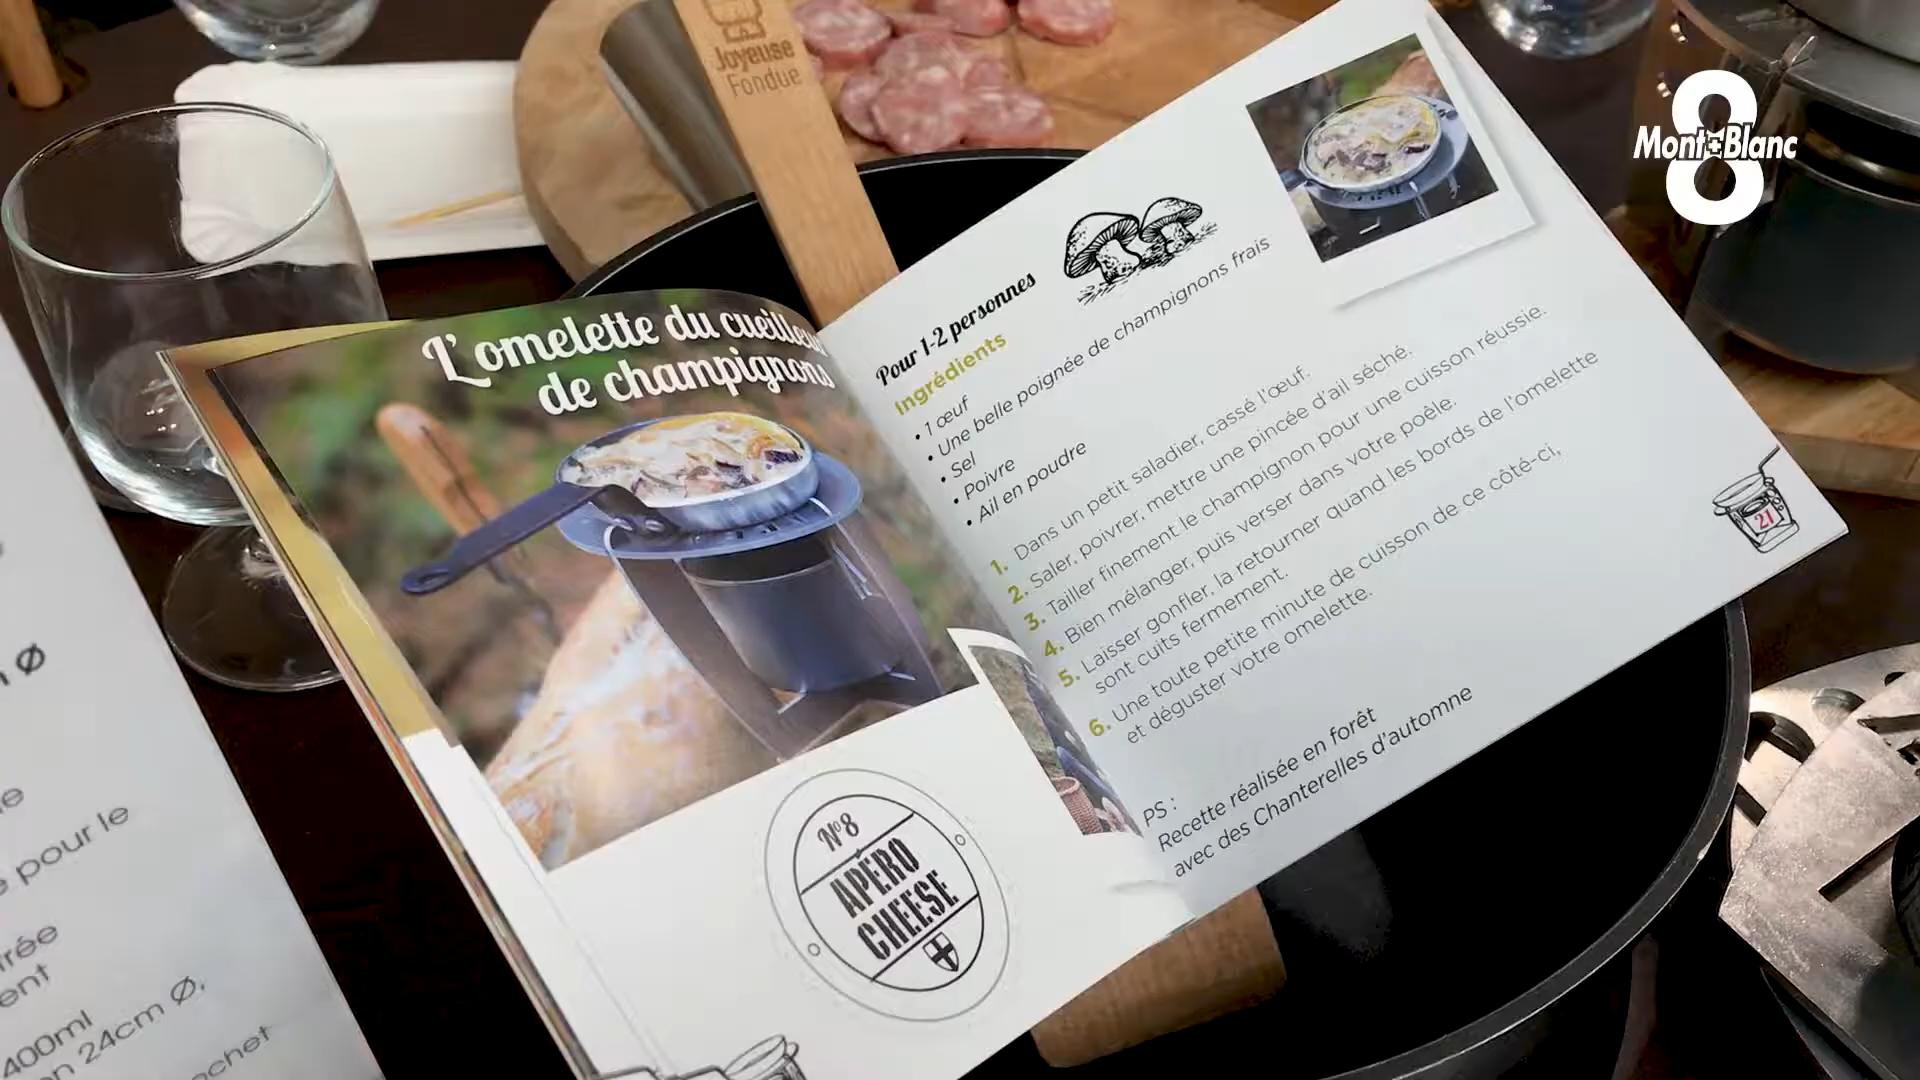 Joyeuse
Fondue
8
Mont Blanc
L'omelette du cueilleur
de champignons
N°8
APÉRO
CHEESE
Pour 1-2 personnes
Ingrédients
• 1 œuf
• Une belle poignée de champignons frais
• Sel
• Poivre
• Ail en poudre
1. Dans un petit saladier, cassé l'œuf.
2. Saler, poivrer, mettre une pincée d'ail séché.
3. Tailler finement le champignon pour une cuisson réussie.
4. Bien mélanger, puis verser dans votre poêle.
5. Laisser gonfler, la retourner quand les bords de l'omelette
sont cuits fermement.
6. Une toute petite minute de cuisson de ce côté-ci,
et déguster votre omelette.
PS :
Recette réalisée en forêt
avec des Chanterelles d'automne
21
Ø
pour le
400ml
24cm Ø,